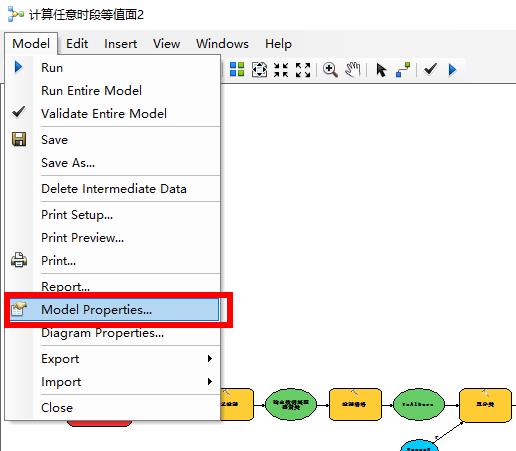 计算任意时段等值面2
Model Edit Insert View Windows Help
Run
Run Entire Model
Validate Entire Model
Save
Save As...
Delete Intermediate Data
Print Setup...
Print Preview...
Print...
Report...
Model Properties...
Diagram Properties...
Export
Import
Close